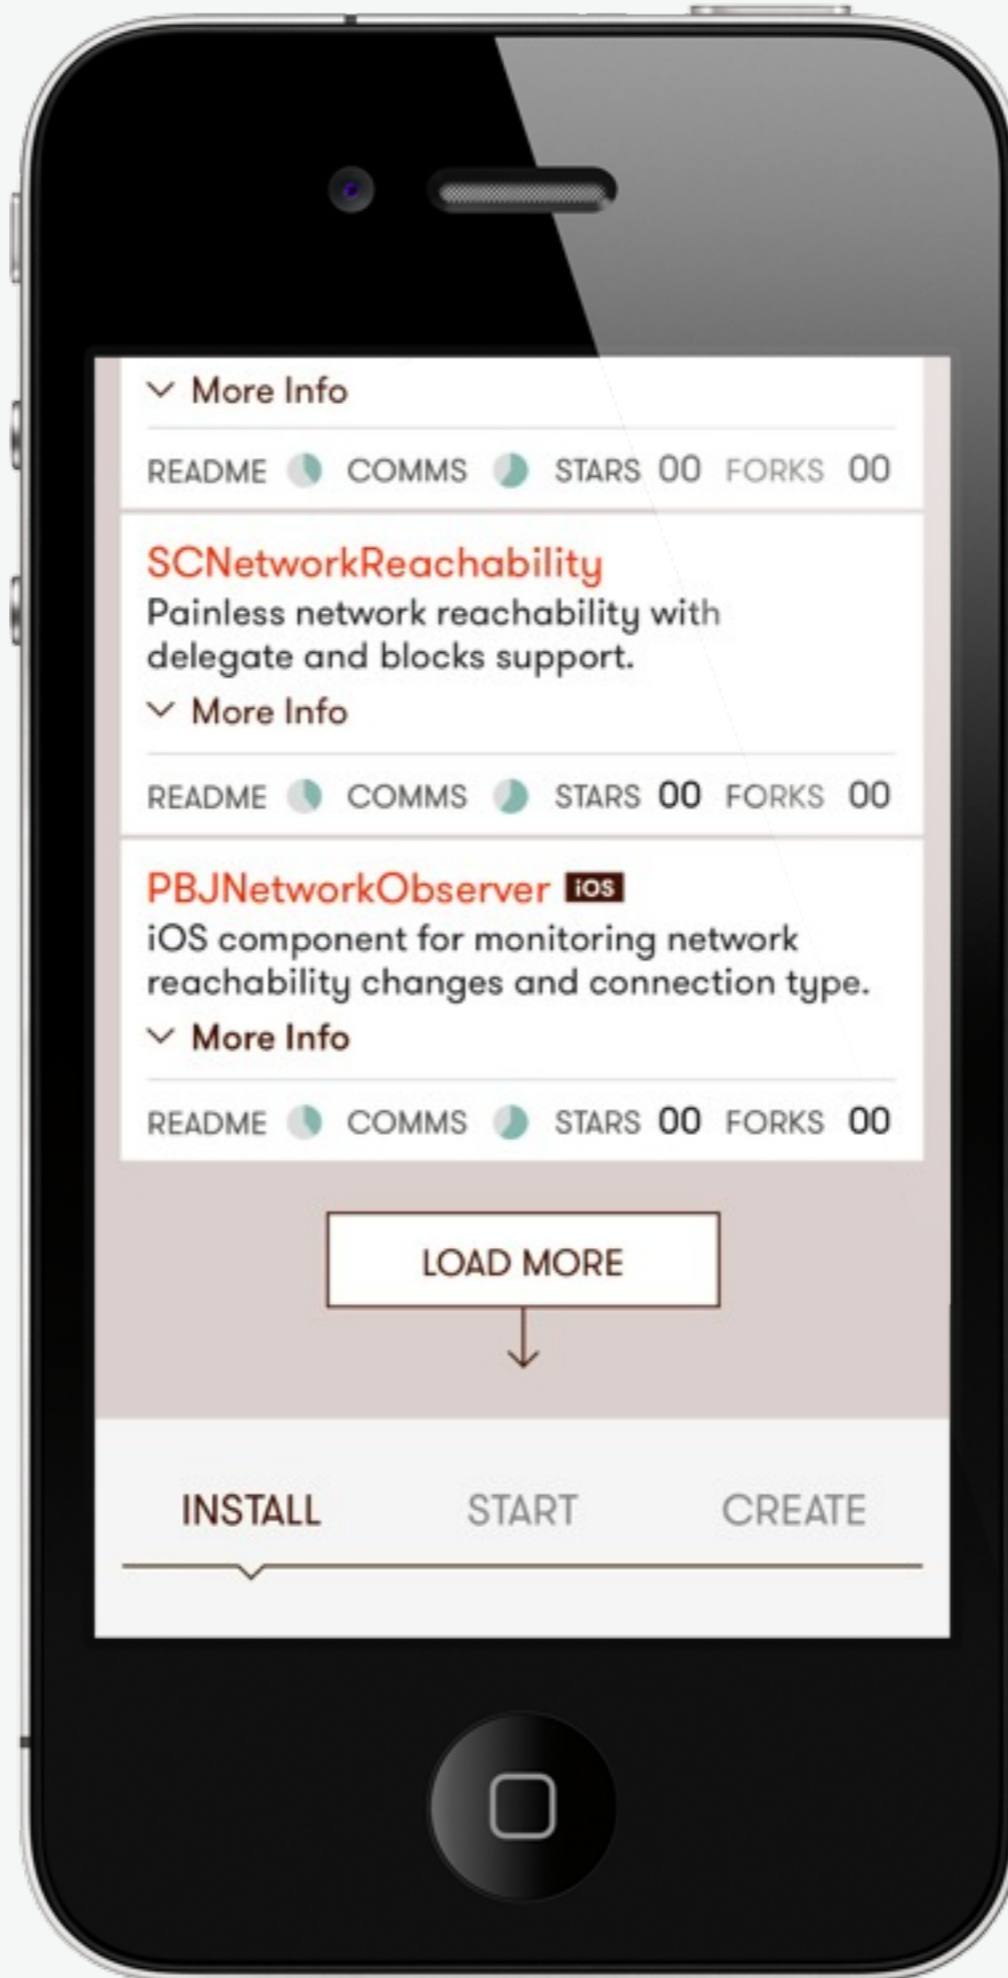 More Info
README COMMS STARS 00 FORKS 00
SCNetworkReachability
Painless network reachability with
delegate and blocks support.
More Info
README COMMS STARS 00 FORKS 00
PBJNetworkObserver iOS
iOS component for monitoring network
reachability changes and connection type.
More Info
README COMMS STARS 00 FORKS 00
LOAD MORE
INSTALL START CREATE